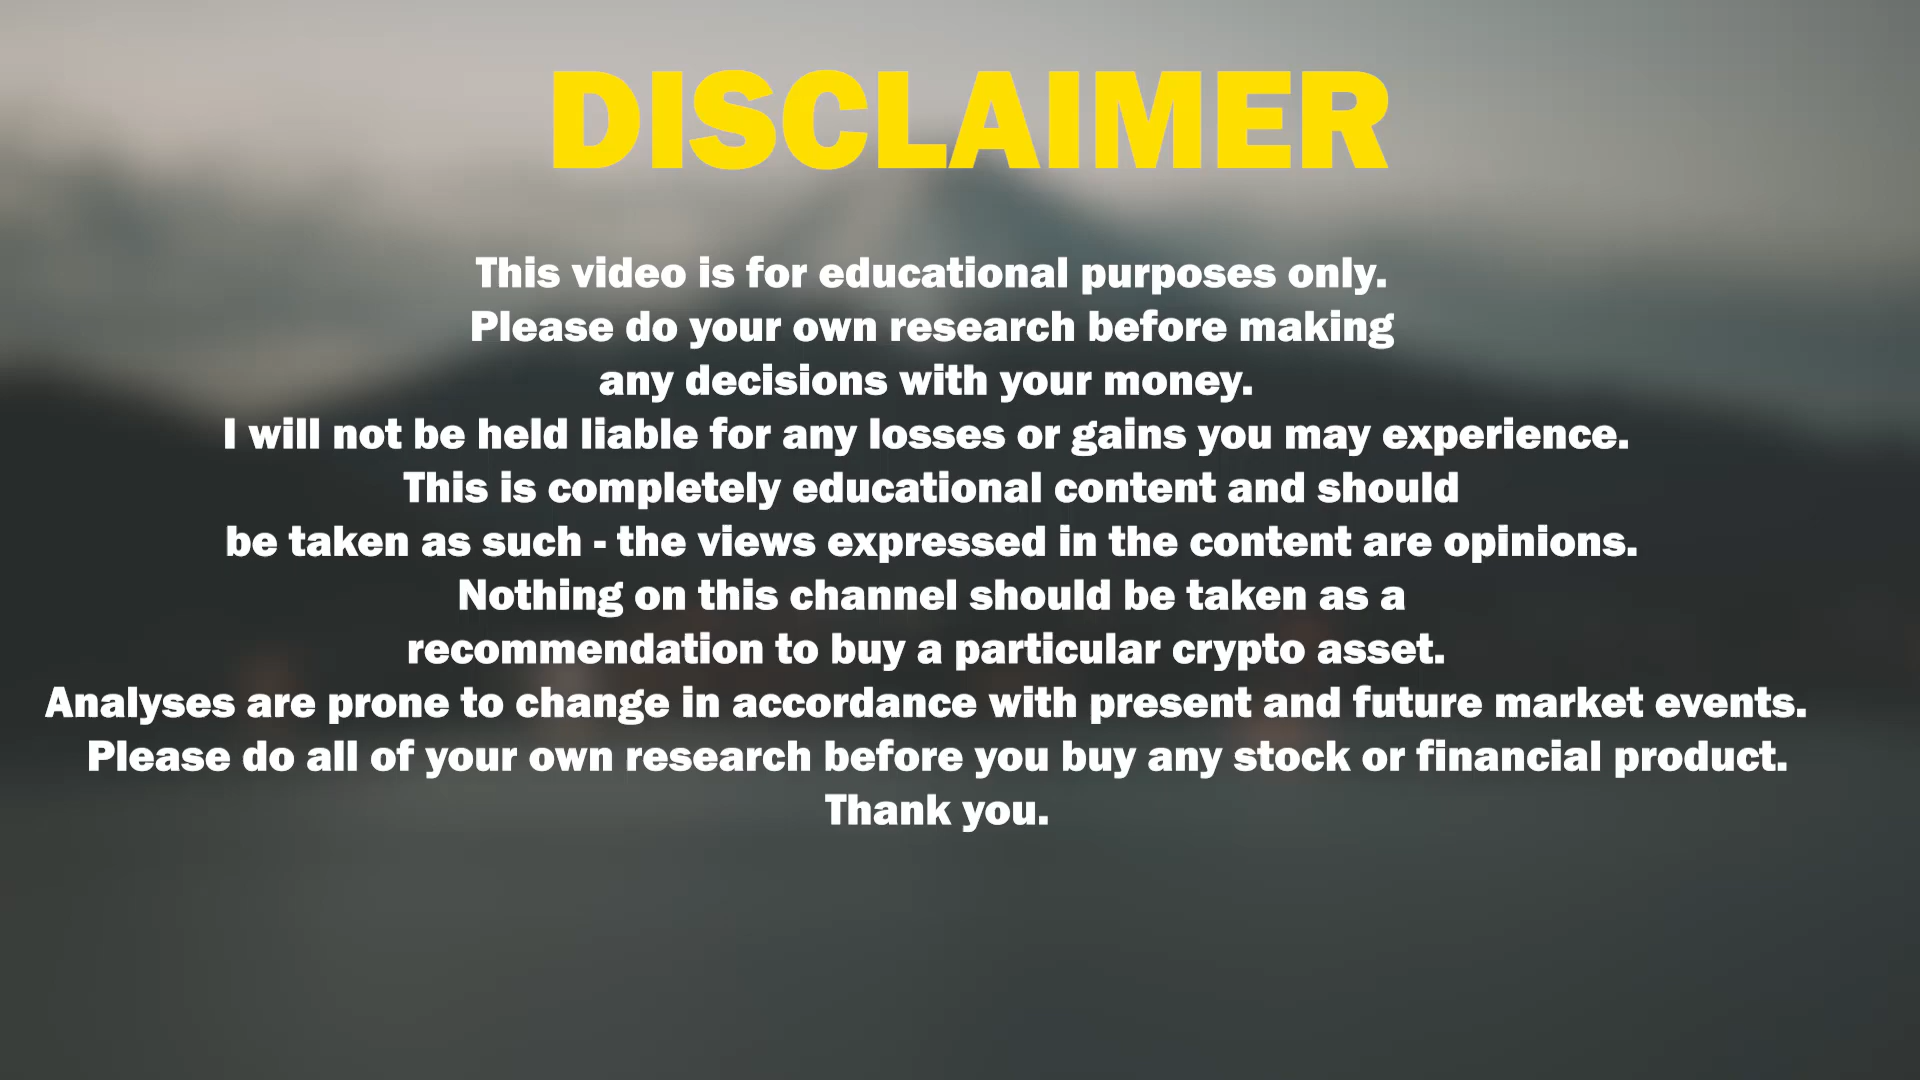 DISCLAIMER
This video is for educational purposes only.
Please do your own research before making
any decisions with your money.
I will not be held liable for any losses or gains you may experience.
This is completely educational content and should
be taken as such - the views expressed in the content are opinions.
Nothing on this channel should be taken as a
recommendation to buy a particular crypto asset.
Analyses are prone to change in accordance with present and future market events.
Please do all of your own research before you buy any stock or financial product.
Thank you.